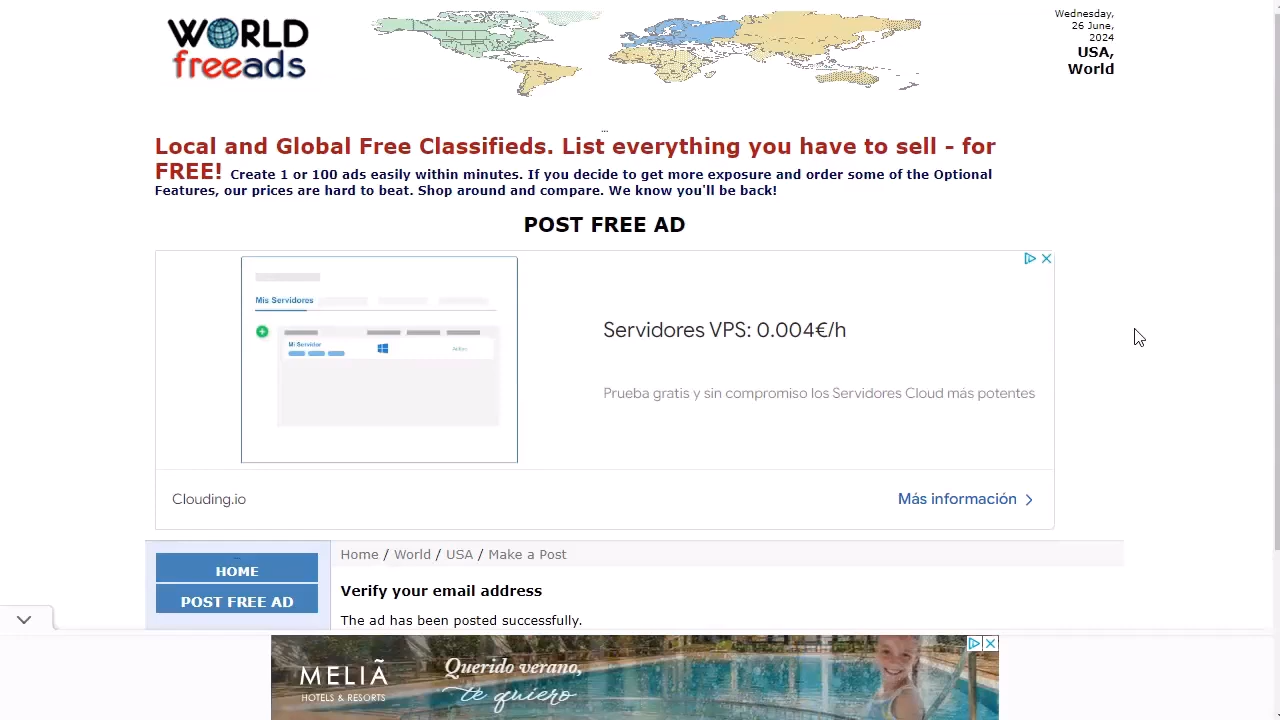 WORLD
freeads
Wednesday,
26 June,
2024
USA,
World
...
Local and Global Free Classifieds. List everything you have to sell - for
FREE! Create 1 or 100 ads easily within minutes. If you decide to get more exposure and order some of the Optional
Features, our prices are hard to beat. Shop around and compare. We know you'll be back!
POST FREE AD
Mis Servidores
Mi Servidor
Servidores VPS: 0.004€/h
Prueba gratis y sin compromiso los Servidores Cloud más potentes
Clouding.io
Más información
HOME
POST FREE AD
Home / World / USA / Make a Post
Verify your email address
The ad has been posted successfully.
MELIÃ
HOTELS & RESORTS
Querido verano,
te quiero